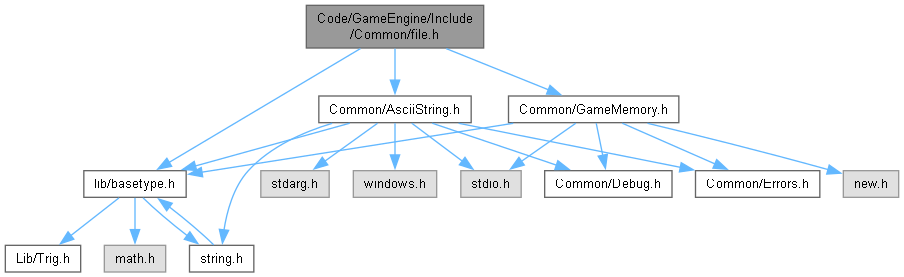 Code/GameEngine/Include
/Common/file.h
Common/AsciiString.h
Common/GameMemory.h
lib/basetype.h
stdarg.h
windows.h
stdio.h
Common/Debug.h
Common/Errors.h
new.h
Lib/Trig.h
math.h
string.h